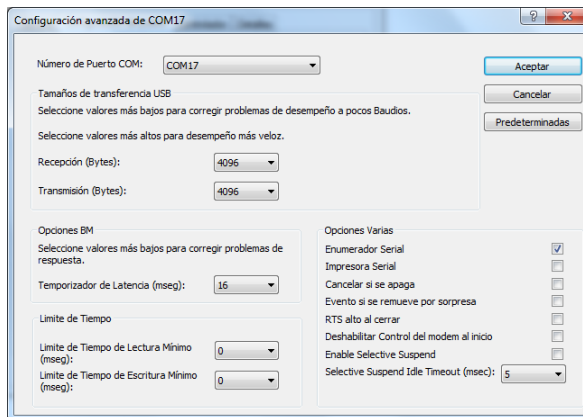 Configuración avanzada de COM17
Número de Puerto COM:
COM17
Aceptar
Cancelar
Predeterminadas
Tamaños de transferencia USB
Seleccione valores más bajos para corregir problemas de desempeño a pocos Baudios.
Seleccione valores más altos para desempeño más veloz.
Recepción (Bytes):
4096
Transmisión (Bytes):
4096
Opciones BM
Seleccione valores más bajos para corregir problemas de
respuesta.
Temporizador de Latencia (mseg):
16
Limite de Tiempo
Limite de Tiempo de Lectura Mínimo
(mseg):
0
Limite de Tiempo de Escritura Mínimo
(mseg):
0
Opciones Varias
Enumerador Serial
Impresora Serial
Cancelar si se apaga
Evento si se remueve por sorpresa
RTS alto al cerrar
Deshabilitar Control del modem al inicio
Enable Selective Suspend
Selective Suspend Idle Timeout (msec):
5